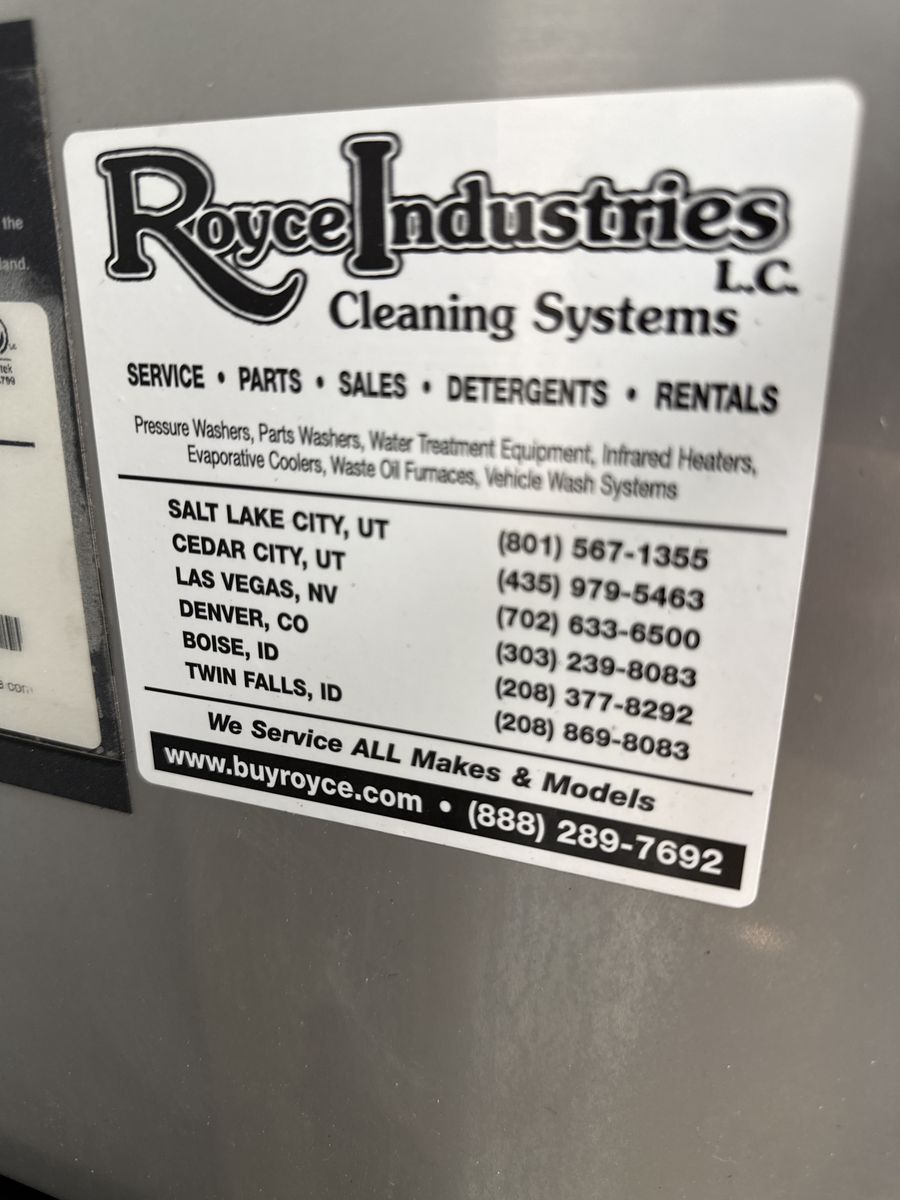 the
land.
Royce Industries
L.C.
Cleaning Systems
SERVICE • PARTS • SALES • DETERGENTS • RENTALS
Pressure Washers, Parts Washers, Water Treatment Equipment, Infrared Heaters,
Evaporative Coolers, Waste Oil Furnaces, Vehicle Wash Systems
SALT LAKE CITY, UT (801) 567-1355
CEDAR CITY, UT (435) 979-5463
LAS VEGAS, NV (702) 633-6500
DENVER, CO (303) 239-8083
BOISE, ID (208) 377-8292
TWIN FALLS, ID (208) 869-8083
We Service ALL Makes & Models
www.buyroyce.com • (888) 289-7692